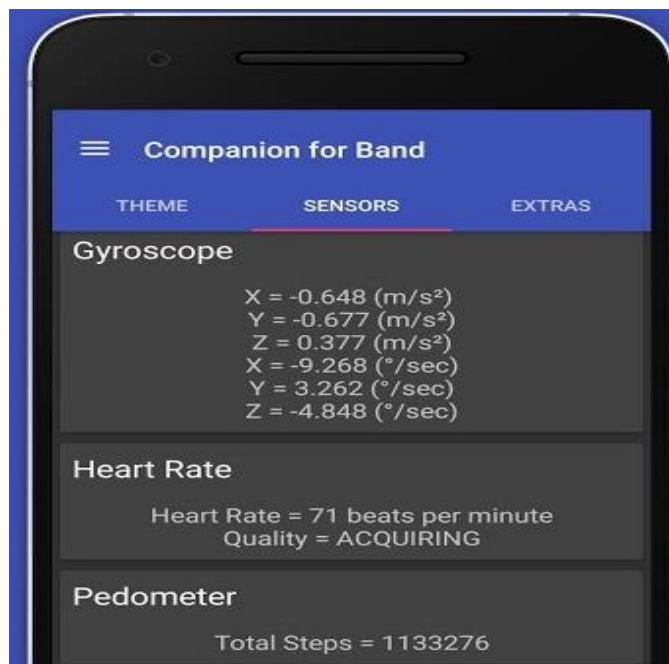 Companion for Band
THEME SENSORS EXTRAS
Gyroscope
X = -0.648 (m/s²)
Y = -0.677 (m/s²)
Z = 0.377 (m/s²)
X = -9.268 (°/sec)
Y = 3.262 (°/sec)
Z = -4.848 (°/sec)
Heart Rate
Heart Rate = 71 beats per minute
Quality = ACQUIRING
Pedometer
Total Steps = 1133276